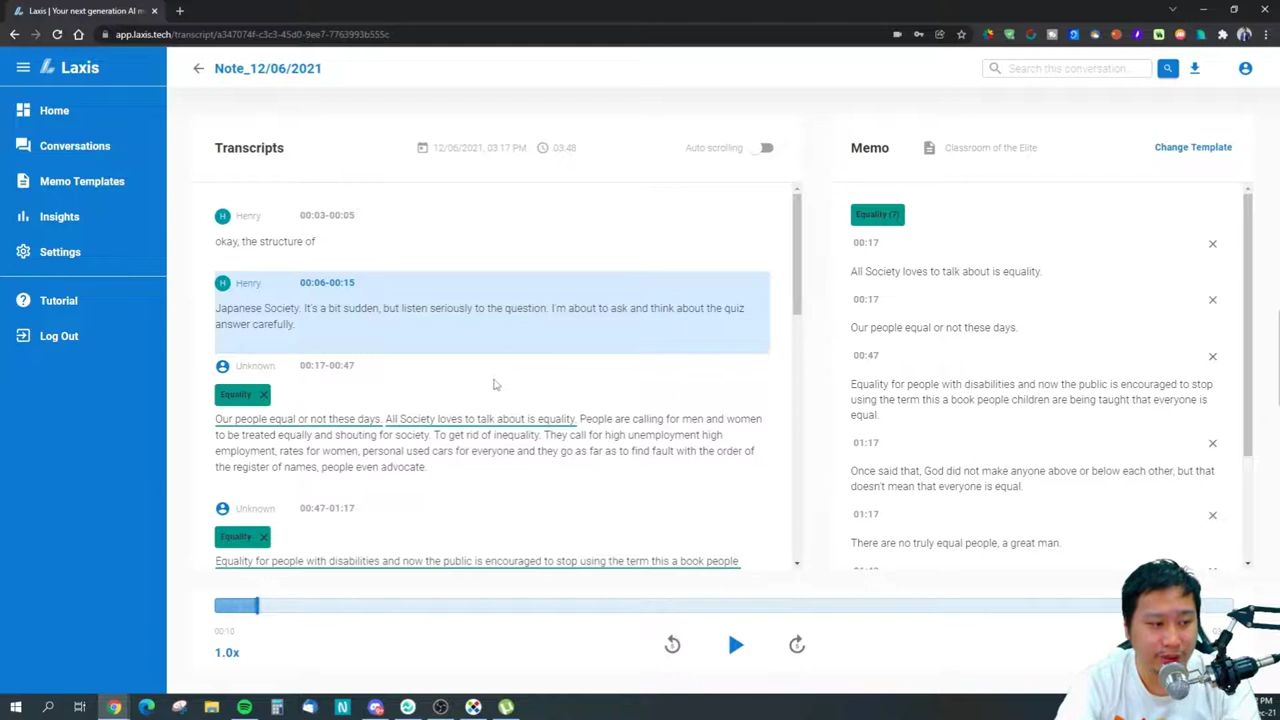 Laxis | Your next generation AI m
app.laxis.tech/transcript/a347074f-c3c3-45d0-9ee7-7763993b555c
Laxis
Note_12/06/2021
Search this conversation...
Home
Conversations
Memo Templates
Insights
Settings
Tutorial
Log Out
Transcripts
12/06/2021, 03:17 PM
03:48
Auto scrolling
H Henry 00:03-00:05
okay, the structure of
H Henry 00:06-00:15
Japanese Society. It's a bit sudden, but listen seriously to the question. I'm about to ask and think about the quiz
answer carefully.
Unknown 00:17-00:47
Equality
Our people equal or not these days. All Society loves to talk about is equality. People are calling for men and women
to be treated equally and shouting for society. To get rid of inequality. They call for high unemployment high
employment, rates for women, personal used cars for everyone and they go as far as to find fault with the order of
the register of names, people even advocate.
Unknown 00:47-01:17
Equality
Equality for people with disabilities and now the public is encouraged to stop using the term this a book people
Memo
Classroom of the Elite
Change Template
Equality (7)
00:17
All Society loves to talk about is equality.
00:17
Our people equal or not these days.
00:47
Equality for people with disabilities and now the public is encouraged to stop
using the term this a book people children are being taught that everyone is
equal.
01:17
Once said that, God did not make anyone above or below each other, but that
doesn't mean that everyone is equal.
01:17
There are no truly equal people, a great man.
00:10
1.0x
5
5